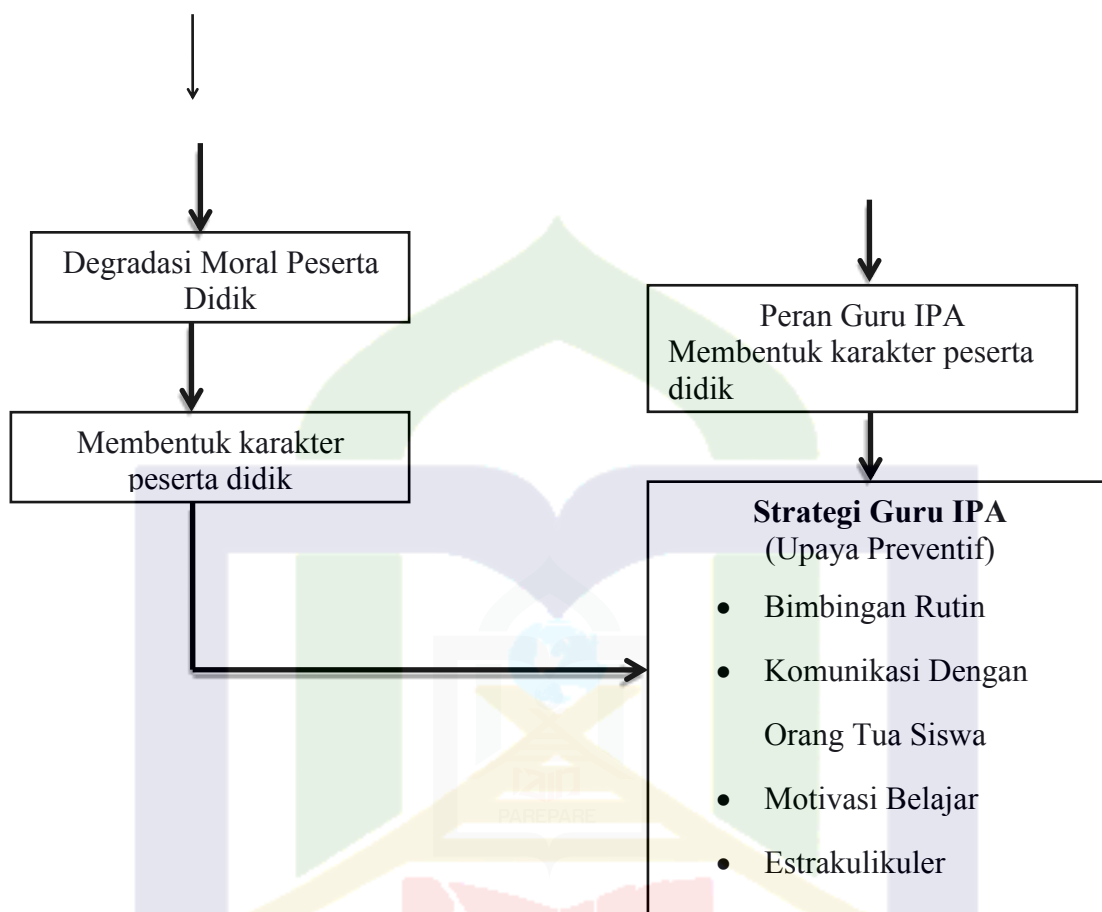 Degradasi Moral Peserta
Didik
Membentuk karakter
peserta didik
Peran Guru IPA
Membentuk karakter peserta
didik
Strategi Guru IPA
(Upaya Preventif)
• Bimbingan Rutin
• Komunikasi Dengan
Orang Tua Siswa
• Motivasi Belajar
• Estrakulikuler
PAREPARE